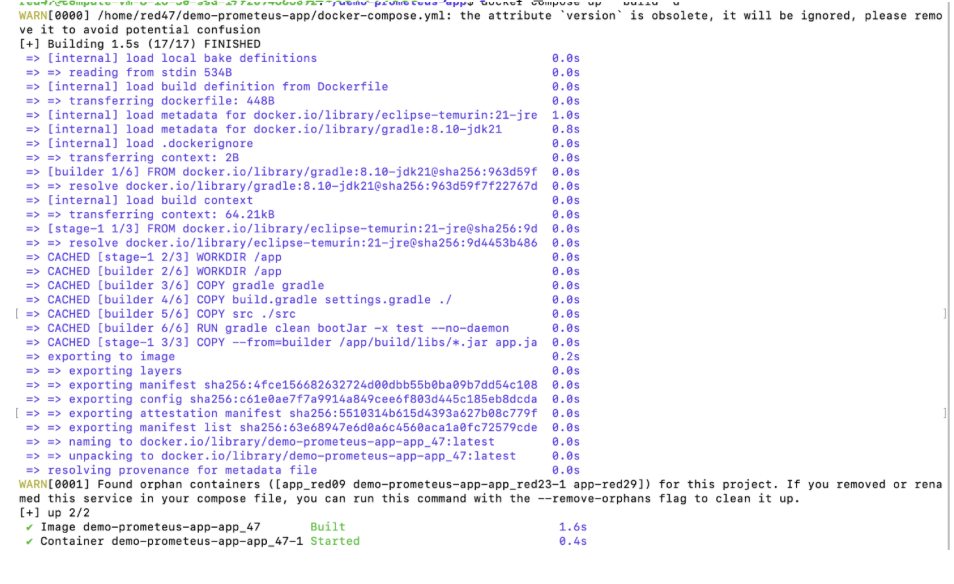 WARN[0000] /home/red47/demo-prometeus-app/docker-compose.yml: the attribute `version` is obsolete, it will be ignored, please remo
ve it to avoid potential confusion
[+] Building 1.5s (17/17) FINISHED
=> [internal] load local bake definitions 0.0s
=> => reading from stdin 534B 0.0s
=> [internal] load build definition from Dockerfile 0.0s
=> => transferring dockerfile: 448B 0.0s
=> [internal] load metadata for docker.io/library/eclipse-temurin:21-jre 1.0s
=> [internal] load metadata for docker.io/library/gradle:8.10-jdk21 0.8s
=> [internal] load .dockerignore 0.0s
=> => transferring context: 2B 0.0s
=> [builder 1/6] FROM docker.io/library/gradle:8.10-jdk21@sha256:963d59f 0.0s
=> => resolve docker.io/library/gradle:8.10-jdk21@sha256:963d59f7f22767d 0.0s
=> [internal] load build context 0.0s
=> => transferring context: 64.21kB 0.0s
=> [stage-1 1/3] FROM docker.io/library/eclipse-temurin:21-jre@sha256:9d 0.0s
=> => resolve docker.io/library/eclipse-temurin:21-jre@sha256:9d4453b486 0.0s
=> CACHED [stage-1 2/3] WORKDIR /app 0.0s
=> CACHED [builder 2/6] WORKDIR /app 0.0s
=> CACHED [builder 3/6] COPY gradle gradle 0.0s
=> CACHED [builder 4/6] COPY build.gradle settings.gradle ./ 0.0s
[ => CACHED [builder 5/6] COPY src ./src 0.0s ]
=> CACHED [builder 6/6] RUN gradle clean bootJar -x test --no-daemon 0.0s
=> CACHED [stage-1 3/3] COPY --from=builder /app/build/libs/*.jar app.ja 0.0s
=> exporting to image 0.2s
=> => exporting layers 0.0s
=> => exporting manifest sha256:4fce156682632724d00dbb55b0ba09b7dd54c108 0.0s
=> => exporting config sha256:c61e0ae7f7a9914a849cee6f803d445c185eb8dcda 0.0s
[ => => exporting attestation manifest sha256:5510314b615d4393a627b08c779f 0.0s ]
=> => exporting manifest list sha256:63e68947e6d0a6c4560aca1a0fc72579cde 0.0s
=> => naming to docker.io/library/demo-prometeus-app-app_47:latest 0.0s
=> => unpacking to docker.io/library/demo-prometeus-app-app_47:latest 0.0s
=> resolving provenance for metadata file 0.0s
WARN[0001] Found orphan containers ([app_red09 demo-prometeus-app-app_red23-1 app-red29]) for this project. If you removed or rena
med this service in your compose file, you can run this command with the --remove-orphans flag to clean it up.
[+] up 2/2
✔ Image demo-prometeus-app-app_47 Built 1.6s
✔ Container demo-prometeus-app-app_47-1 Started 0.4s